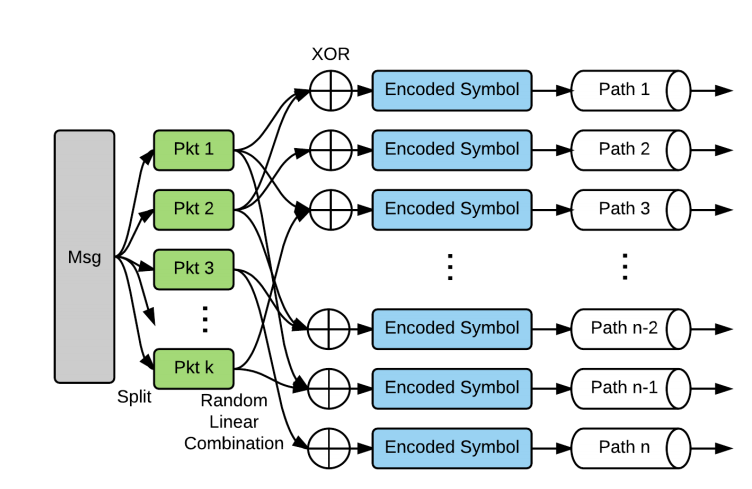 XOR
Encoded Symbol
Path 1
Pkt 1
Encoded Symbol
Path 2
Pkt 2
Encoded Symbol
Path 3
Msg
Pkt 3
Encoded Symbol
Path n-2
Pkt k
Encoded Symbol
Path n-1
Split
Random
Linear
Combination
Encoded Symbol
Path n